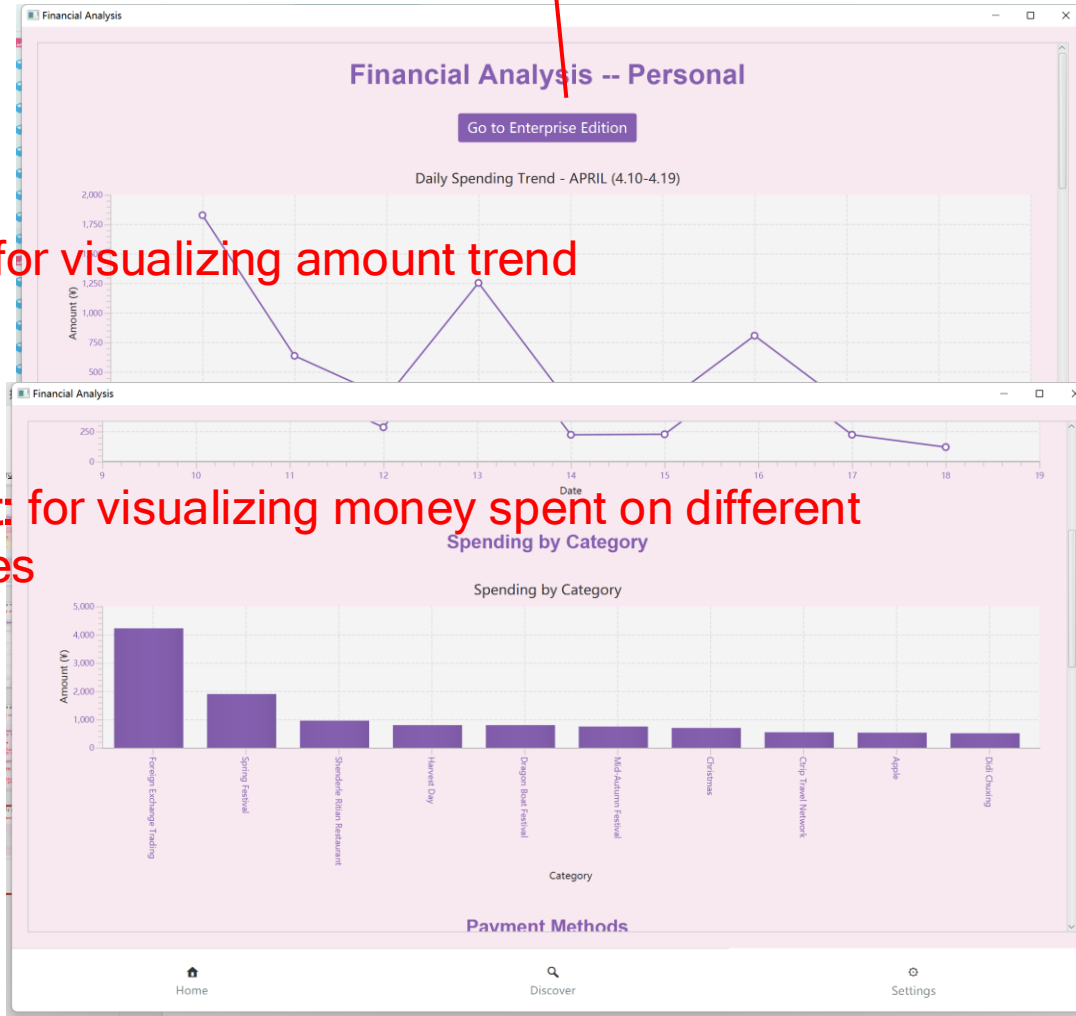 Financial Analysis
Financial Analysis -- Personal
Go to Enterprise Edition
Daily Spending Trend - APRIL (4.10-4.19)
2,000
1,750
for visualizing amount trend
1,250
1,000
750
500
Amount (¥)
Financial Analysis
250
0
9 10 11 12 13 14 15 16 17 18 19
Date
for visualizing money spent on different
es
Spending by Category
Spending by Category
5,000
4,000
3,000
2,000
1,000
0
Amount (¥)
Foreign Exchange Trading
Spring Festival
Shenderle Ritian Restaurant
Harvest Day
Dragon Boat Festival
Mid-Autumn Festival
Christmas
Ctrip Travel Network
Apple
Didi Chuxing
Category
Payment Methods
Home
Discover
Settings